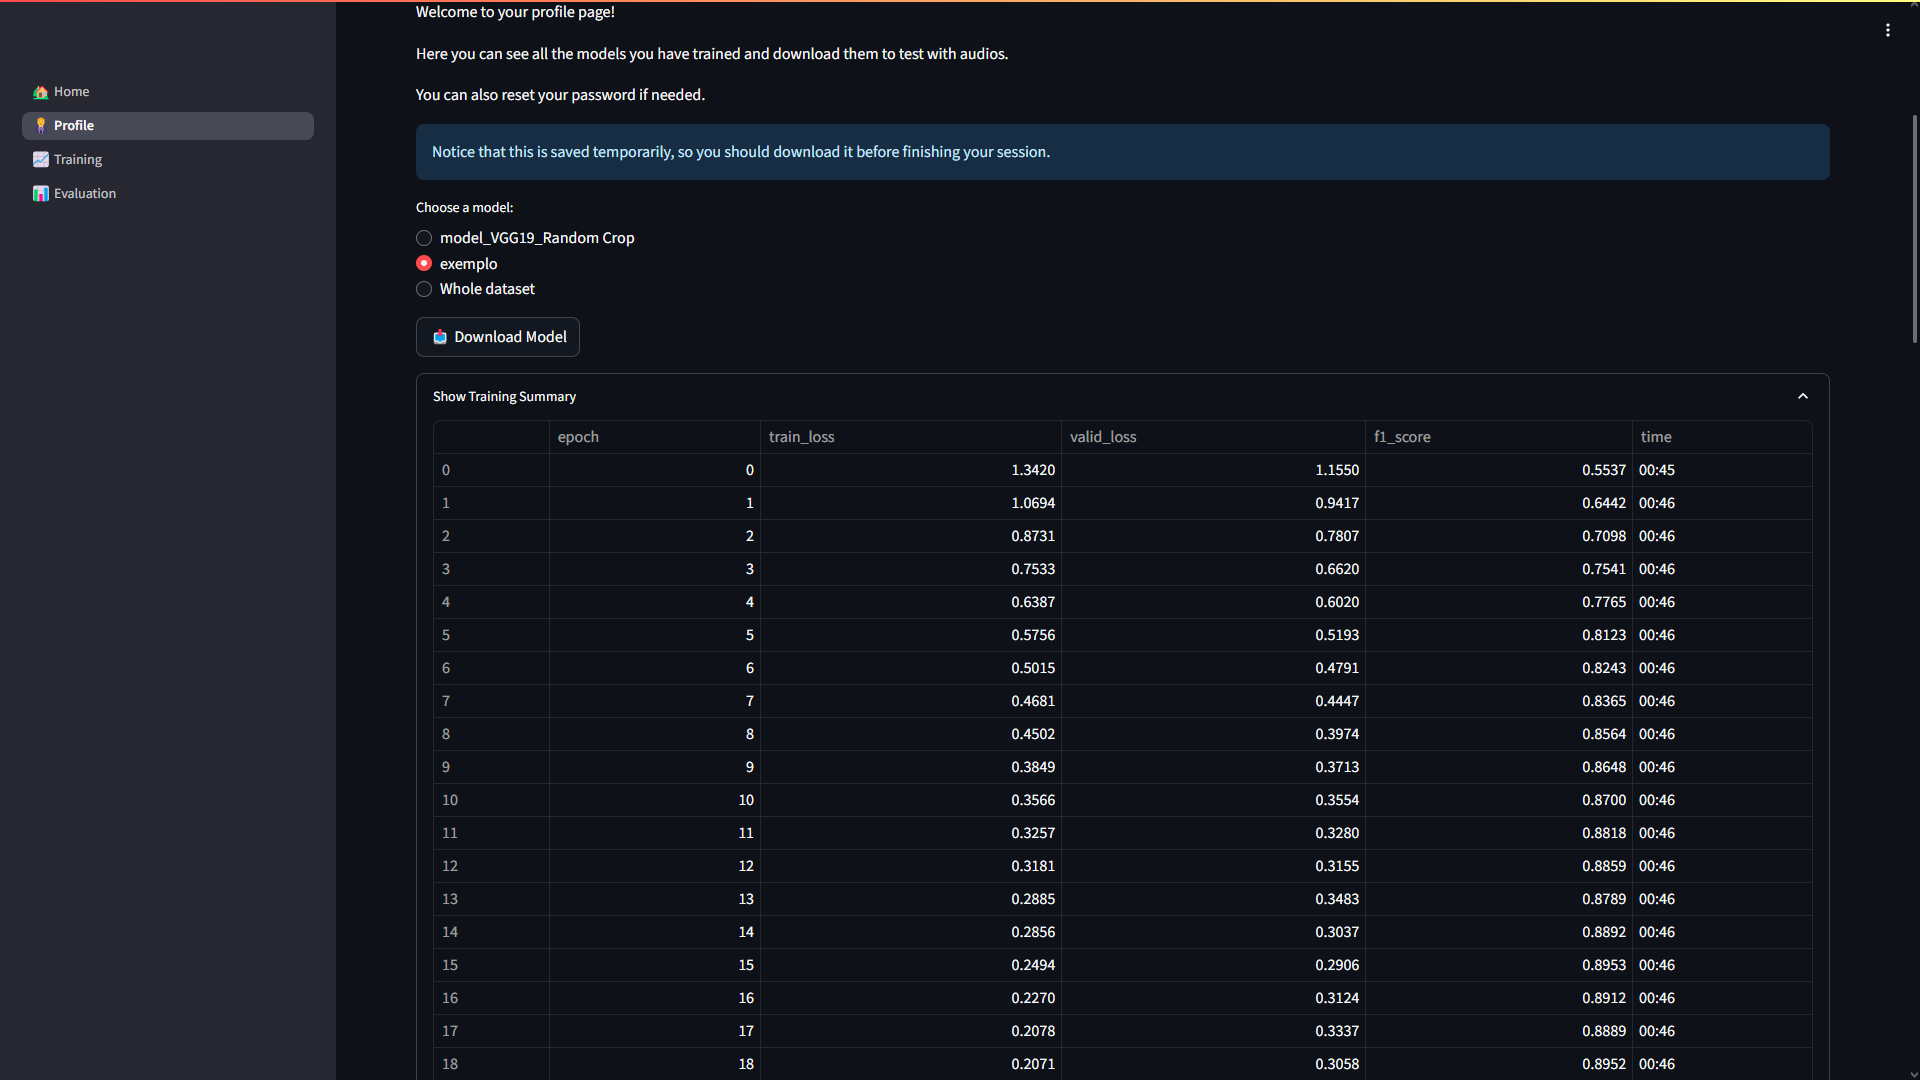 Welcome to your profile page!
Here you can see all the models you have trained and download them to test with audios.
You can also reset your password if needed.
Home
Profile
Training
Evaluation
Notice that this is saved temporarily, so you should download it before finishing your session.
Choose a model:
model_VGG19_Random Crop
exemplo
Whole dataset
Download Model
Show Training Summary
epoch train_loss valid_loss f1_score time
0 0 1.3420 1.1550 0.5537 00:45
1 1 1.0694 0.9417 0.6442 00:46
2 2 0.8731 0.7807 0.7098 00:46
3 3 0.7533 0.6620 0.7541 00:46
4 4 0.6387 0.6020 0.7765 00:46
5 5 0.5756 0.5193 0.8123 00:46
6 6 0.5015 0.4791 0.8243 00:46
7 7 0.4681 0.4447 0.8365 00:46
8 8 0.4502 0.3974 0.8564 00:46
9 9 0.3849 0.3713 0.8648 00:46
10 10 0.3566 0.3554 0.8700 00:46
11 11 0.3257 0.3280 0.8818 00:46
12 12 0.3181 0.3155 0.8859 00:46
13 13 0.2885 0.3483 0.8789 00:46
14 14 0.2856 0.3037 0.8892 00:46
15 15 0.2494 0.2906 0.8953 00:46
16 16 0.2270 0.3124 0.8912 00:46
17 17 0.2078 0.3337 0.8889 00:46
18 18 0.2071 0.3058 0.8952 00:46